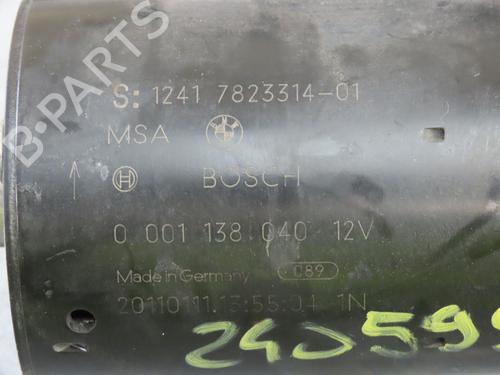 B-PARTS
S: 1241 7823314-01
MSA
BOSCH
0 001 138 040 12V
Made in Germany 089
20110111.13:55:04 1N
240595